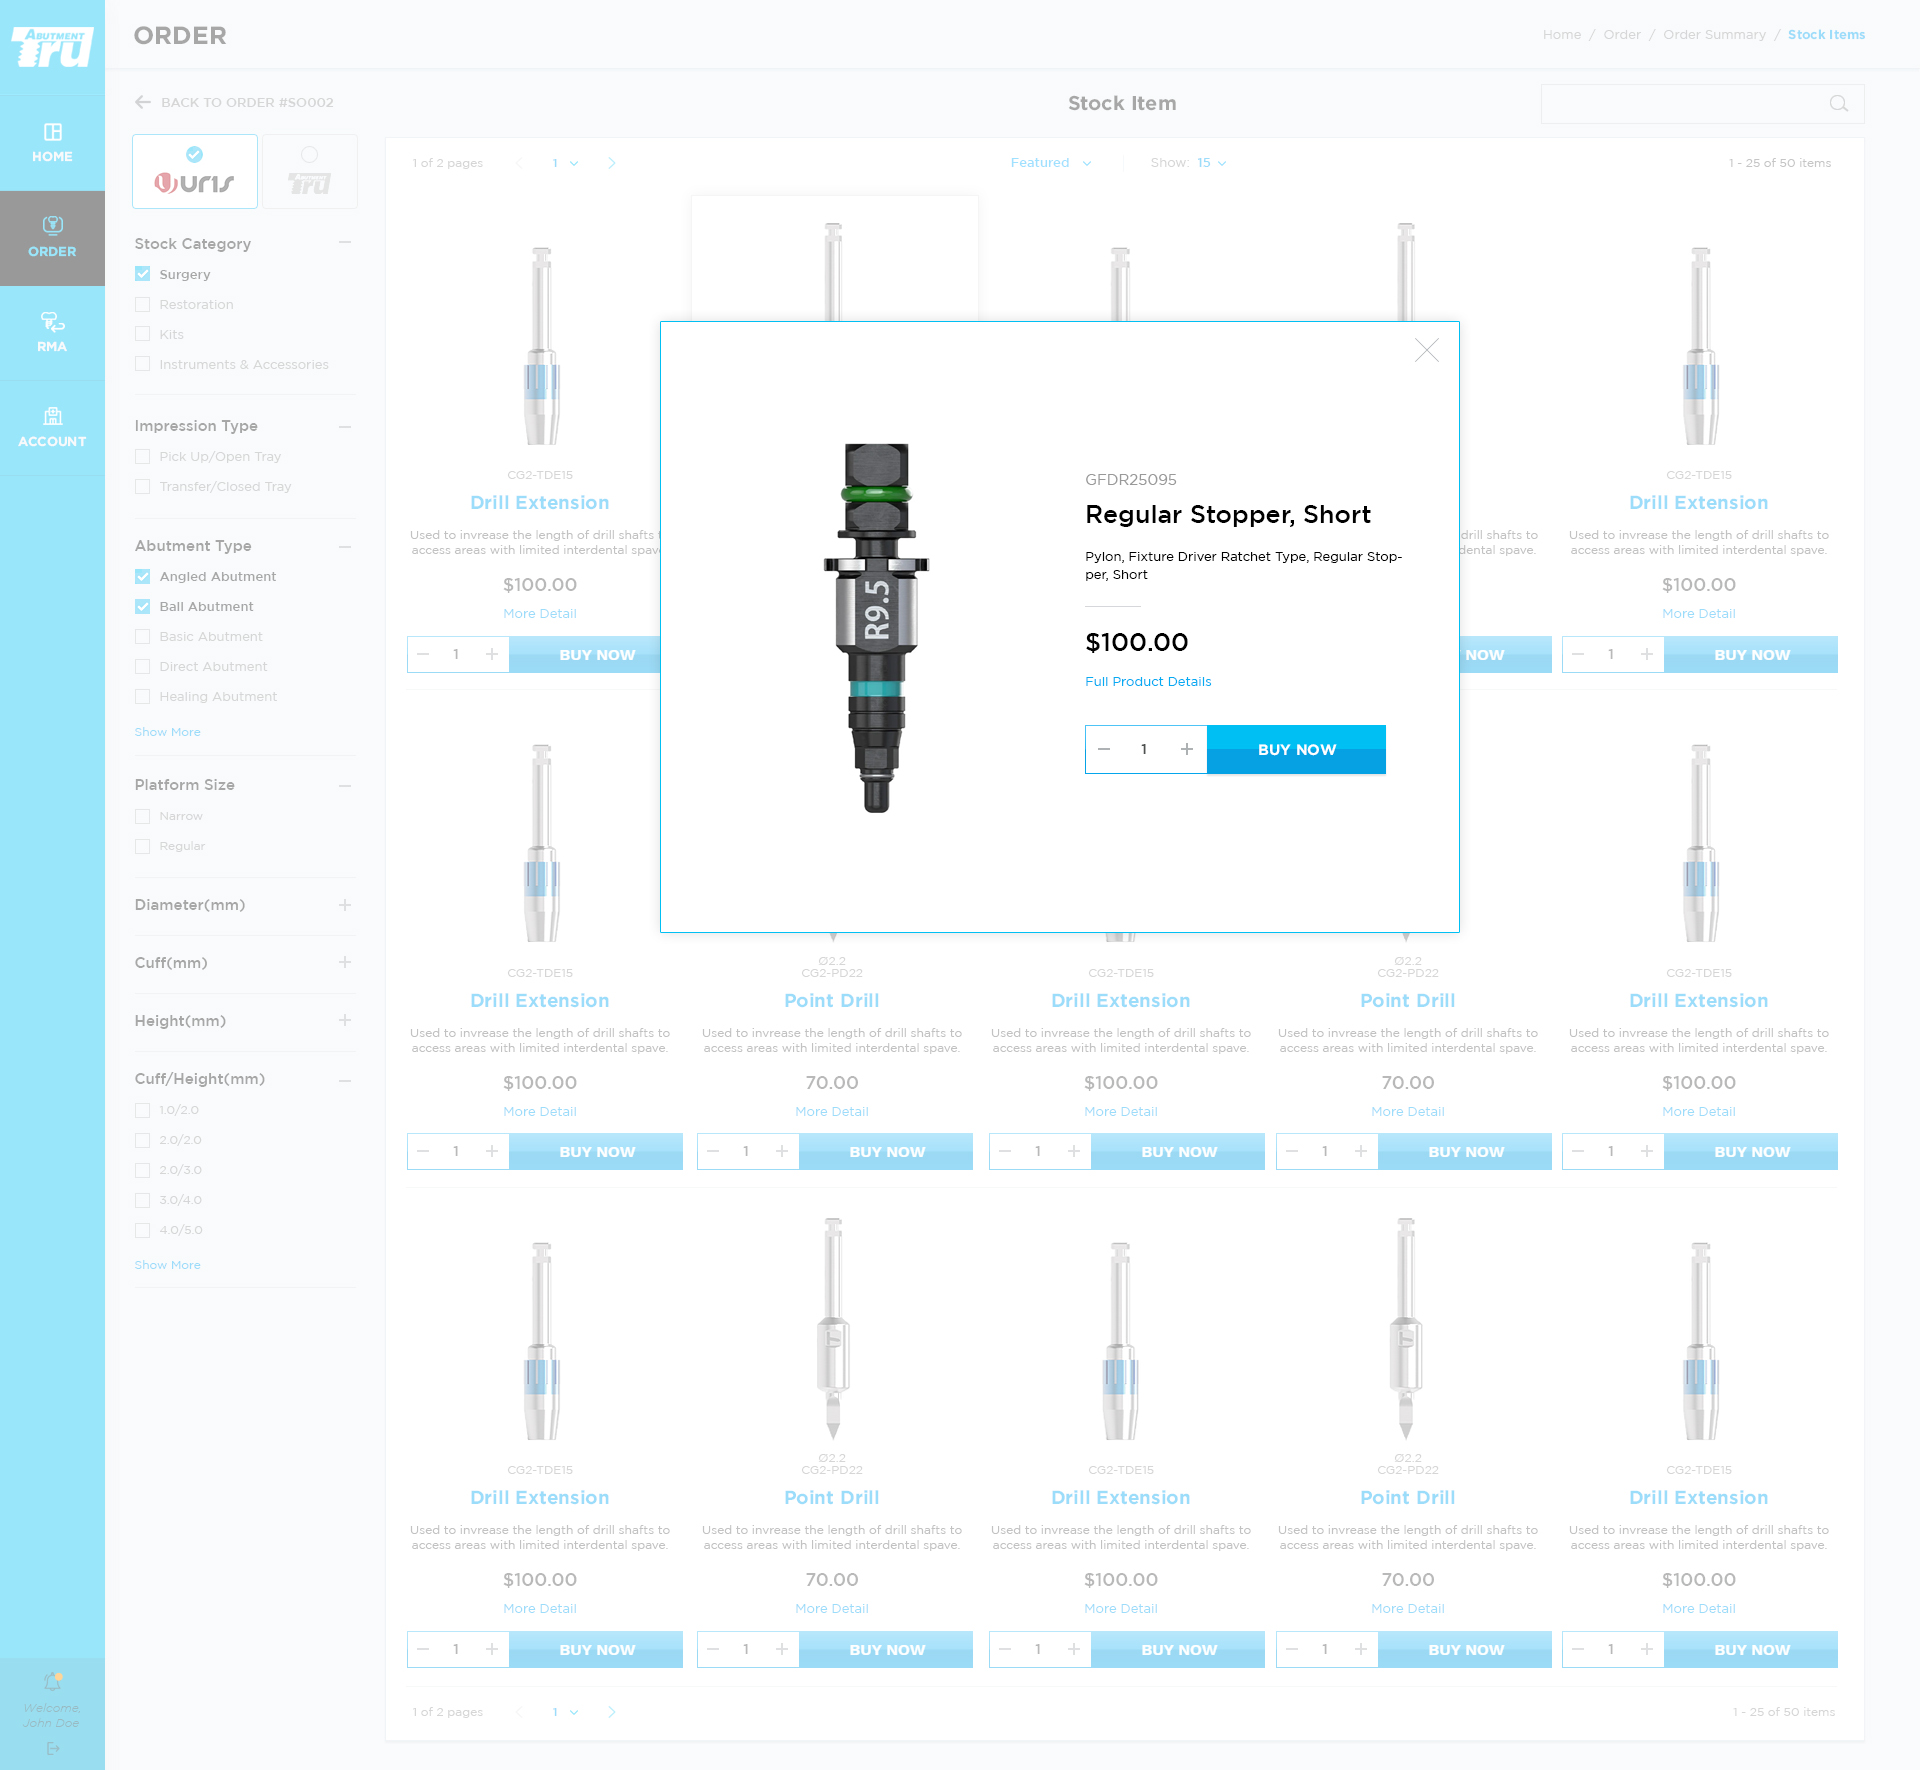 ABUTMENT
Tru
HOME
ORDER
RMA
ACCOUNT
Welcome,
John Doe
ORDER
Home / Order / Order Summary / Stock Items
BACK TO ORDER #SO002
Stock Item
URIS
ABUTMENT
Tru
Stock Category
Surgery
Restoration
Kits
Instruments & Accessories
Impression Type
Pick Up/Open Tray
Transfer/Closed Tray
Abutment Type
Angled Abutment
Ball Abutment
Basic Abutment
Direct Abutment
Healing Abutment
Show More
Platform Size
Narrow
Regular
Diameter(mm)
Cuff(mm)
Height(mm)
Cuff/Height(mm)
1.0/2.0
2.0/2.0
2.0/3.0
3.0/4.0
4.0/5.0
Show More
1 of 2 pages 1 Featured Show: 15 1 - 25 of 50 items
CG2-TDE15
Drill Extension
Used to invrease the length of drill shafts
access areas with limited interdental spave
$100.00
More Detail
1 BUY NOW
R9.5
GFDR25095
Regular Stopper, Short
Pylon, Fixture Driver Ratchet Type, Regular Stop-
per, Short
$100.00
Full Product Details
1 BUY NOW
drill shafts to
dental spave.
NOW
CG2-TDE15
Drill Extension
Used to invrease the length of drill shafts to
access areas with limited interdental spave.
$100.00
More Detail
1 BUY NOW
CG2-TDE15
Drill Extension
Used to invrease the length of drill shafts to
access areas with limited interdental spave.
$100.00
More Detail
1 BUY NOW
Ø2.2
CG2-PD22
Point Drill
Used to invrease the length of drill shafts to
access areas with limited interdental spave.
70.00
More Detail
1 BUY NOW
CG2-TDE15
Drill Extension
Used to invrease the length of drill shafts to
access areas with limited interdental spave.
$100.00
More Detail
1 BUY NOW
Ø2.2
CG2-PD22
Point Drill
Used to invrease the length of drill shafts to
access areas with limited interdental spave.
70.00
More Detail
1 BUY NOW
CG2-TDE15
Drill Extension
Used to invrease the length of drill shafts to
access areas with limited interdental spave.
$100.00
More Detail
1 BUY NOW
CG2-TDE15
Drill Extension
Used to invrease the length of drill shafts to
access areas with limited interdental spave.
$100.00
More Detail
1 BUY NOW
Ø2.2
CG2-PD22
Point Drill
Used to invrease the length of drill shafts to
access areas with limited interdental spave.
70.00
More Detail
1 BUY NOW
CG2-TDE15
Drill Extension
Used to invrease the length of drill shafts to
access areas with limited interdental spave.
$100.00
More Detail
1 BUY NOW
Ø2.2
CG2-PD22
Point Drill
Used to invrease the length of drill shafts to
access areas with limited interdental spave.
70.00
More Detail
1 BUY NOW
CG2-TDE15
Drill Extension
Used to invrease the length of drill shafts to
access areas with limited interdental spave.
$100.00
More Detail
1 BUY NOW
1 of 2 pages 1 1 - 25 of 50 items